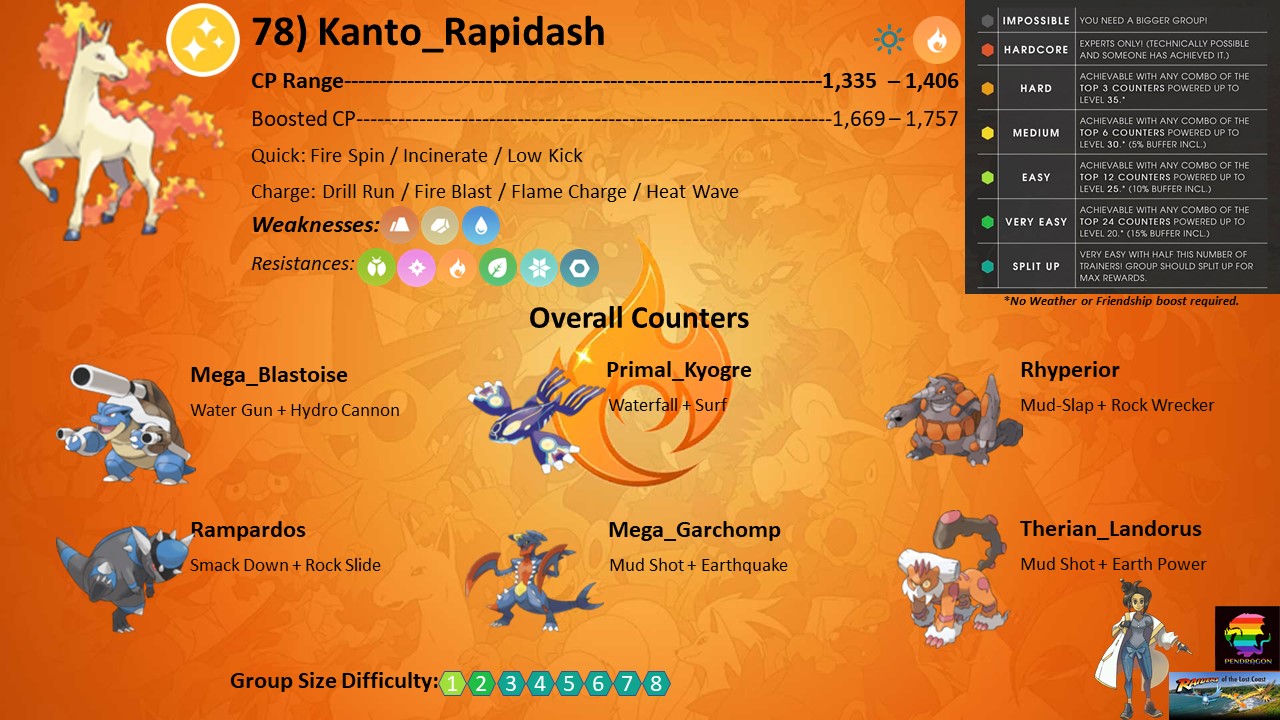 78) Kanto_Rapidash
CP Range--------------------------------------------------------------------1,335 – 1,406
Boosted CP--------------------------------------------------------------------1,669 – 1,757
Quick: Fire Spin / Incinerate / Low Kick
Charge: Drill Run / Fire Blast / Flame Charge / Heat Wave
Weaknesses:
Resistances:
IMPOSSIBLE YOU NEED A BIGGER GROUP!
HARDCORE EXPERTS ONLY! (TECHNICALLY POSSIBLE
AND SOMEONE HAS ACHIEVED IT.)
HARD ACHIEVABLE WITH ANY COMBO OF THE
TOP 3 COUNTERS POWERED UP TO
LEVEL 35.*
MEDIUM ACHIEVABLE WITH ANY COMBO OF THE
TOP 6 COUNTERS POWERED UP TO
LEVEL 30.* (5% BUFFER INCL.)
EASY ACHIEVABLE WITH ANY COMBO OF THE
TOP 12 COUNTERS POWERED UP TO
LEVEL 25.* (10% BUFFER INCL.)
VERY EASY ACHIEVABLE WITH ANY COMBO OF THE
TOP 24 COUNTERS POWERED UP TO
LEVEL 20.* (15% BUFFER INCL.)
SPLIT UP VERY EASY WITH HALF THIS NUMBER OF
TRAINERS! GROUP SHOULD SPLIT UP FOR
MAX REWARDS.
*No Weather or Friendship boost required.
Overall Counters
Mega_Blastoise
Water Gun + Hydro Cannon
Primal_Kyogre
Waterfall + Surf
Rhyperior
Mud-Slap + Rock Wrecker
Rampardos
Smack Down + Rock Slide
Mega_Garchomp
Mud Shot + Earthquake
Therian_Landorus
Mud Shot + Earth Power
Group Size Difficulty: 1 2 3 4 5 6 7 8
PENDRAGON
RAIDERS of the Lost Coast